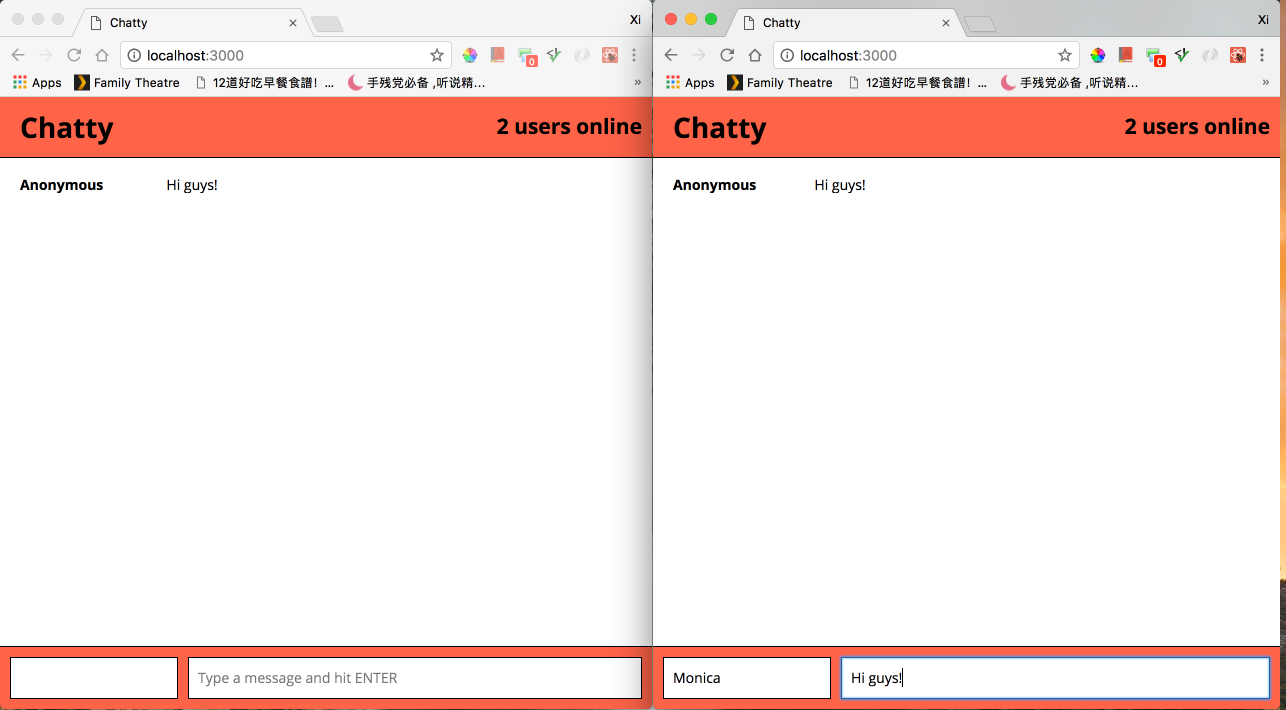 Chatty
Xi
localhost:3000
0
Apps
Family Theatre
12道好吃早餐食譜！...
手残党必备 ,听说精...
»
Chatty
2 users online
Anonymous
Hi guys!
Type a message and hit ENTER
Chatty
Xi
localhost:3000
0
Apps
Family Theatre
12道好吃早餐食譜！...
手残党必备 ,听说精...
»
Chatty
2 users online
Anonymous
Hi guys!
Monica
Hi guys!